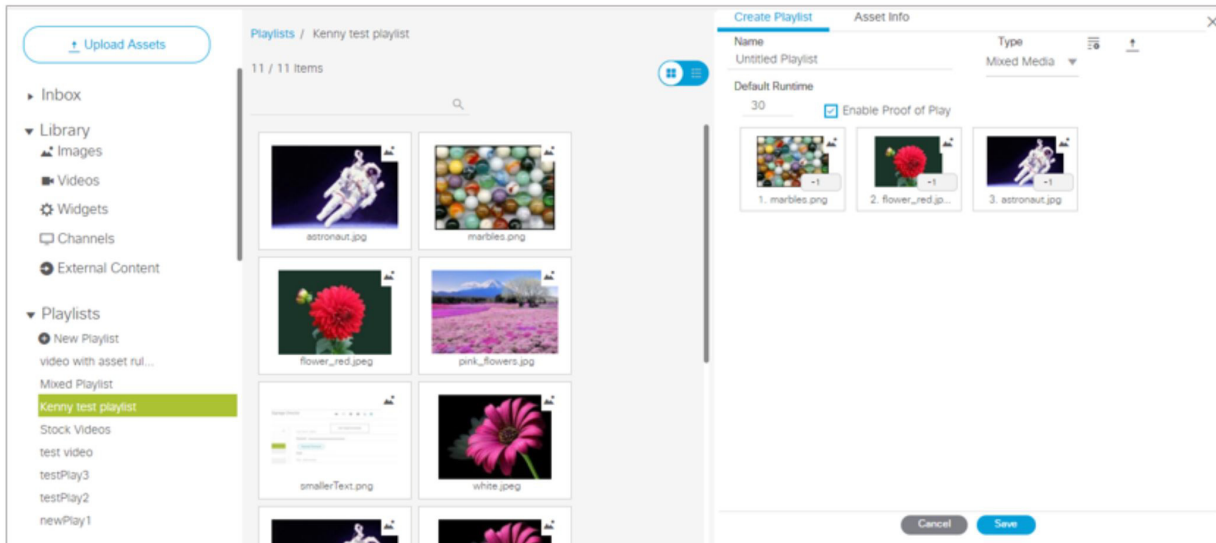 Upload Assets
Inbox
Library
Images
Videos
Widgets
Channels
External Content
Playlists
New Playlist
video with asset rul...
Mixed Playlist
Kenny test playlist
Stock Videos
test video
testPlay3
testPlay2
newPlay1
Playlists / Kenny test playlist
11 / 11 Items
astronaut.jpg
marbles.png
flower_red.jpeg
pink_flowers.jpg
smallerText.png
white.jpeg
Create Playlist
Asset Info
Name
Untitled Playlist
Type
Mixed Media
Default Runtime
30
Enable Proof of Play
-1
-1
-1
1. marbles.png
2. flower_red.jp...
3. astronaut.jpg
Cancel
Save